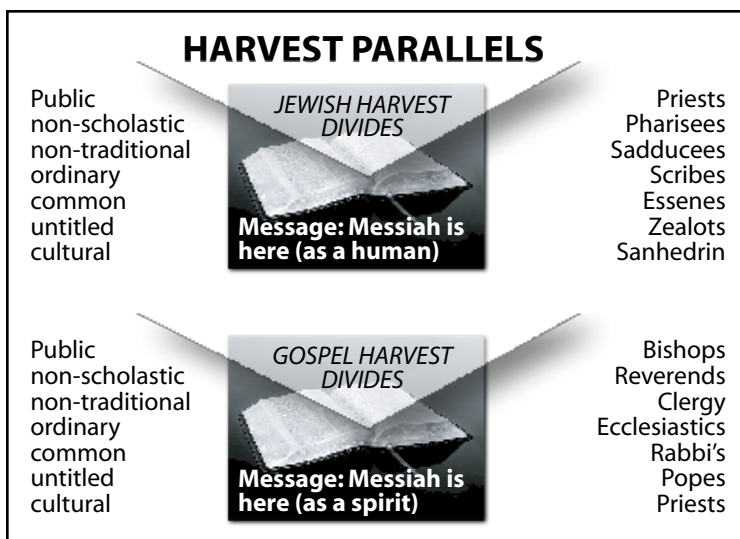 HARVEST PARALLELS
Public
non-scholastic
non-traditional
ordinary
common
untitled
cultural
JEWISH HARVEST
DIVIDES
Message: Messiah is
here (as a human)
Priests
Pharisees
Sadducees
Scribes
Essenes
Zealots
Sanhedrin
Public
non-scholastic
non-traditional
ordinary
common
untitled
cultural
GOSPEL HARVEST
DIVIDES
Message: Messiah is
here (as a spirit)
Bishops
Reverends
Clergy
Ecclesiastics
Rabbi’s
Popes
Priests